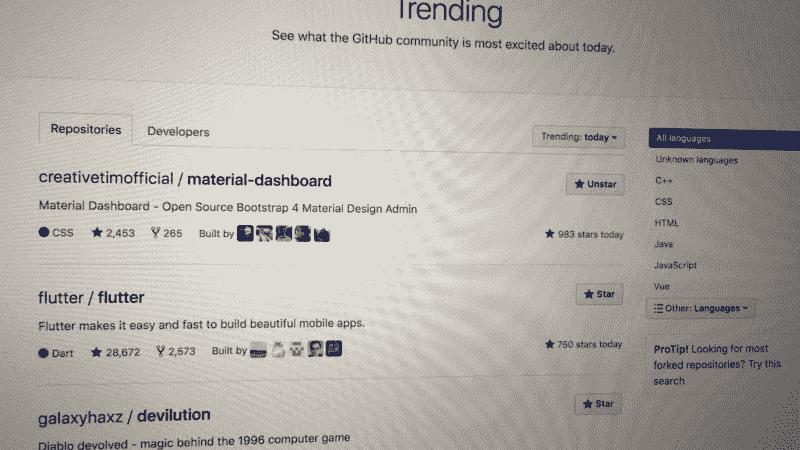 Trending
See what the GitHub community is most excited about today.
Repositories
Developers
Trending: today
creativetimofficial / material-dashboard
Unstar
Material Dashboard - Open Source Bootstrap 4 Material Design Admin
CSS 2,453 265 Built by
983 stars today
flutter / flutter
Star
Flutter makes it easy and fast to build beautiful mobile apps.
Dart 28,672 2,573 Built by
750 stars today
galaxyhaxz / devilution
Star
Diablo devolved - magic behind the 1996 computer game
All languages
Unknown languages
C++
CSS
HTML
Java
JavaScript
Vue
Other: Languages
ProTip! Looking for most
forked repositories? Try this
search